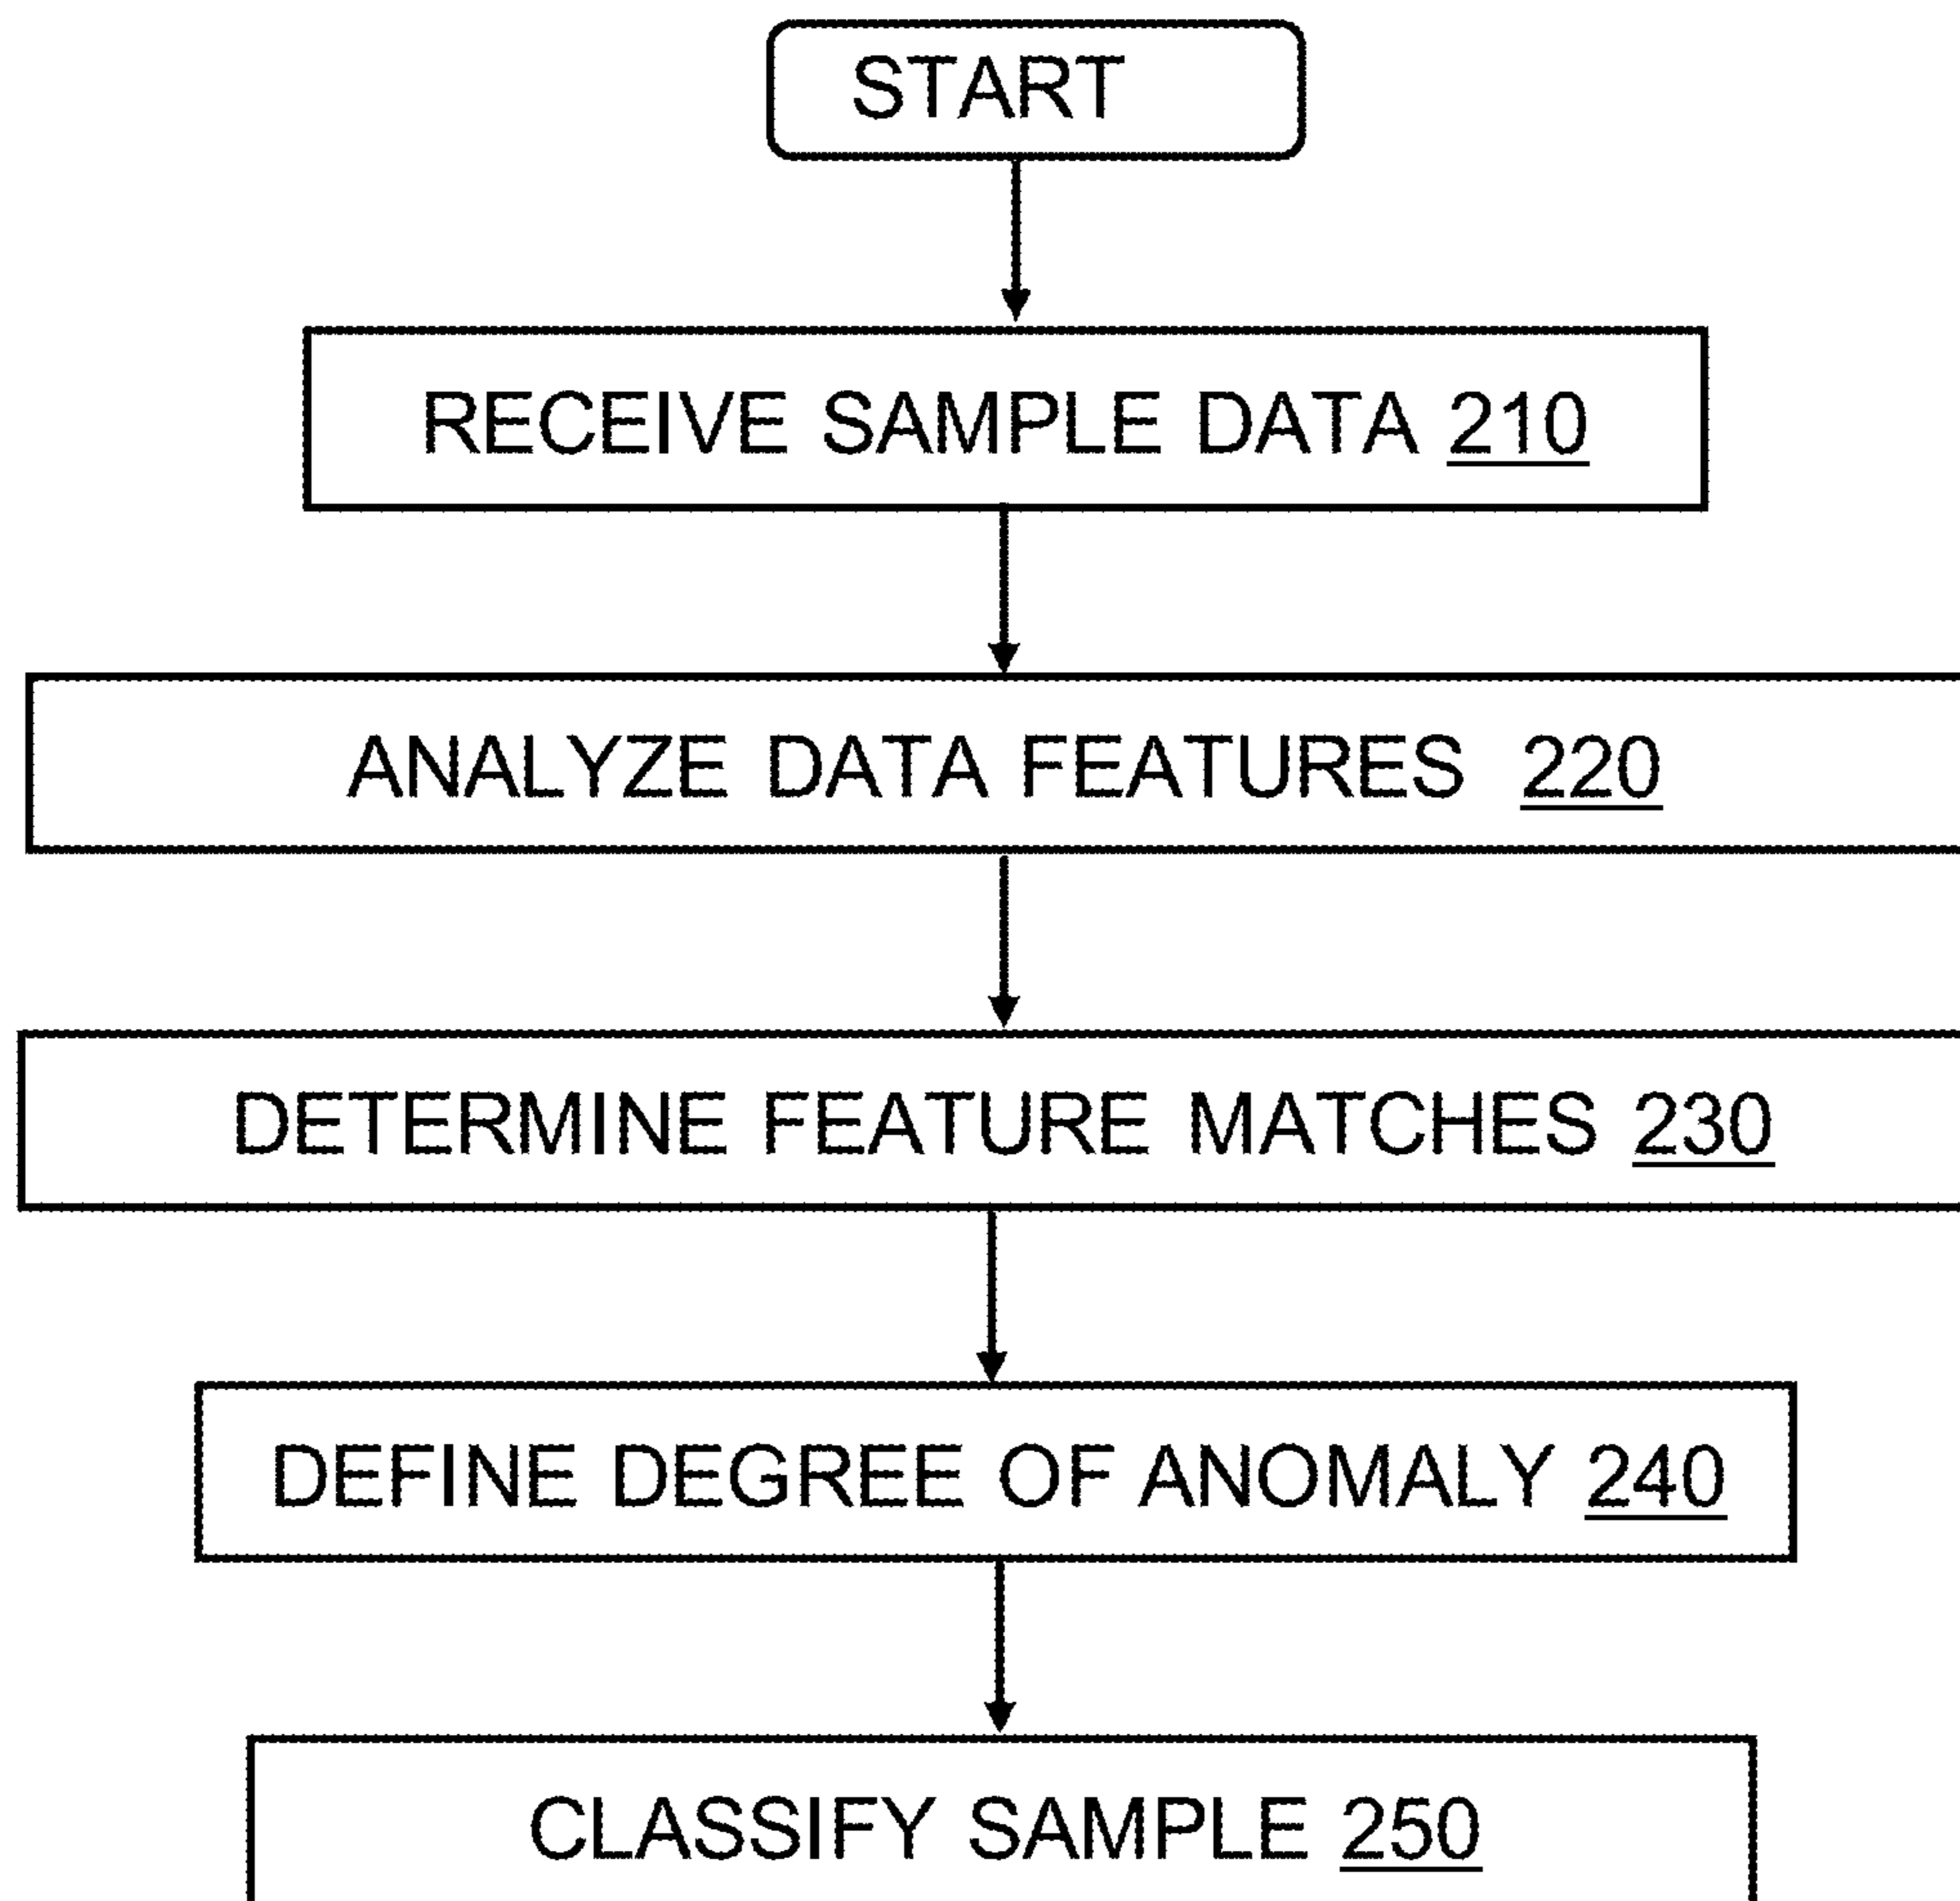 START
RECEIVE SAMPLE DATA 210
ANALYZE DATA FEATURES 220
DETERMINE FEATURE MATCHES 230
DEFINE DEGREE OF ANOMALY 240
CLASSIFY SAMPLE 250